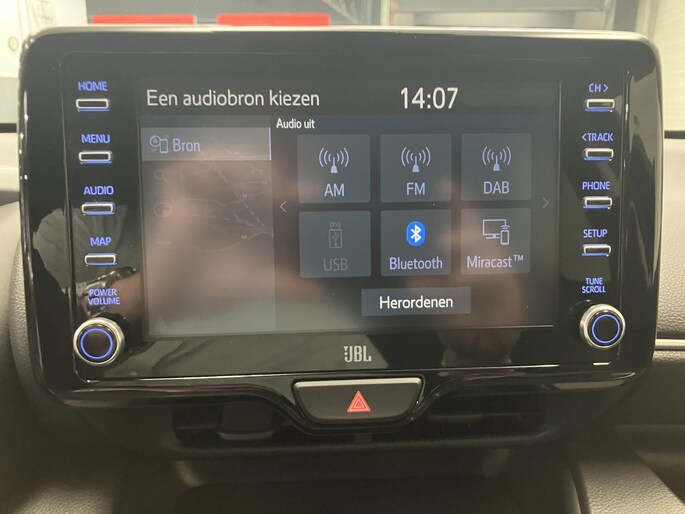 HOME
MENU
AUDIO
MAP
POWER
VOLUME
Een audiobron kiezen
14:07
Bron
Audio uit
AM
FM
DAB
USB
Bluetooth
Miracast™
Herordenen
CH >
< TRACK
PHONE
SETUP
TUNE
SCROLL
JBL